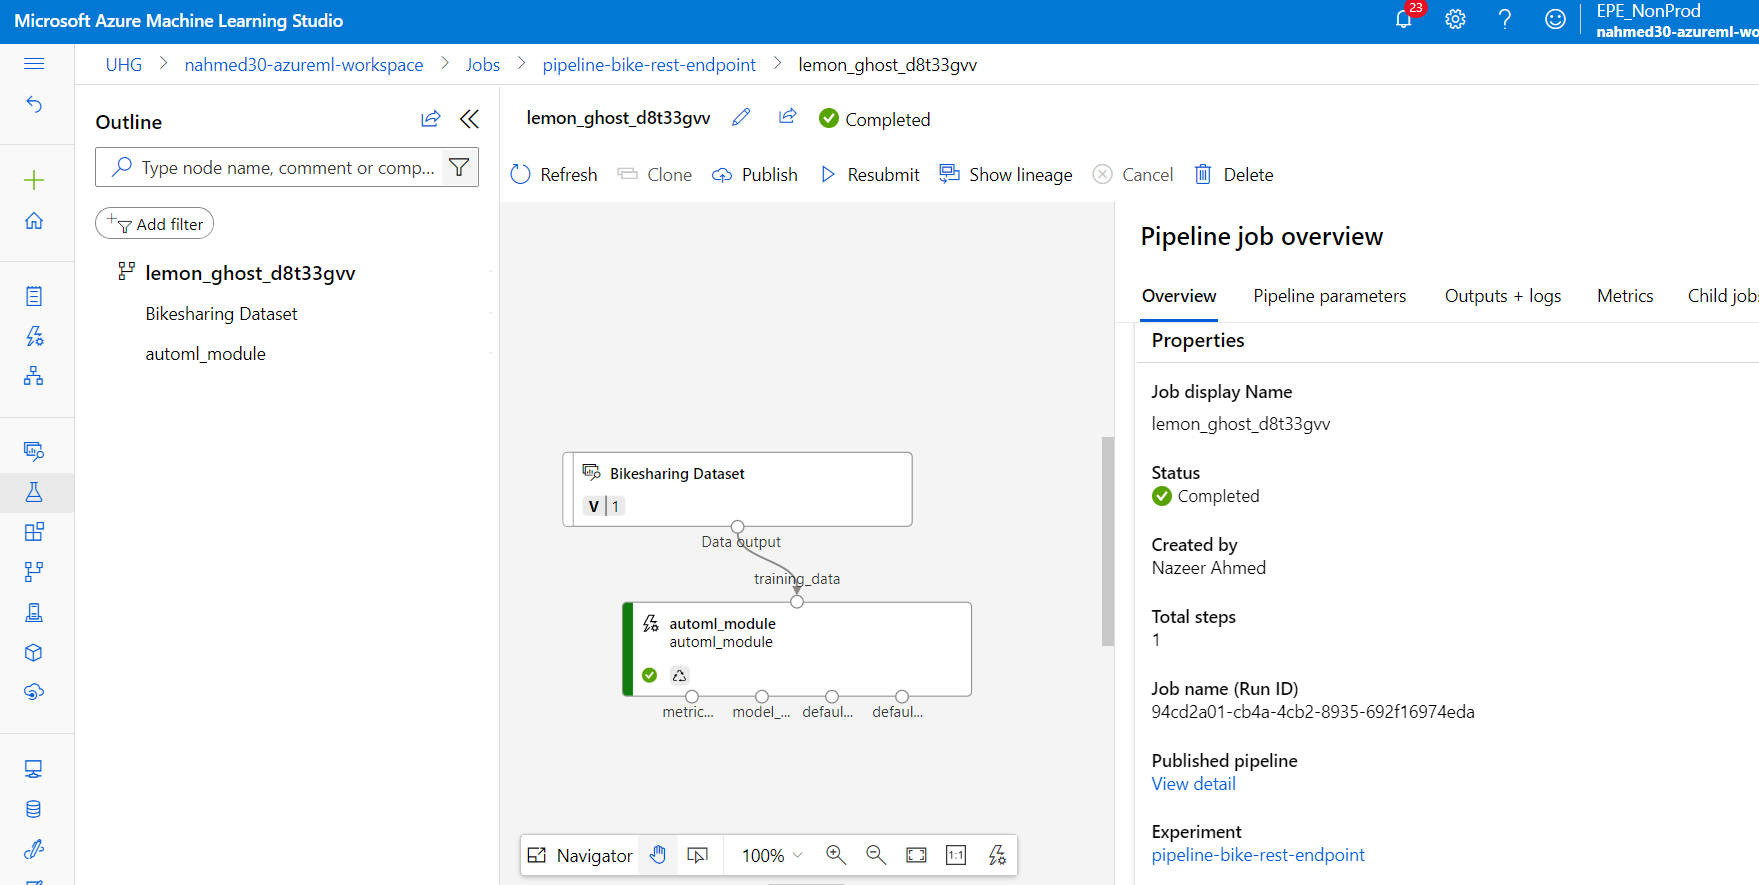 Microsoft Azure Machine Learning Studio
23
EPE_NonProd
nahmed30-azureml-wo
UHG > nahmed30-azureml-workspace > Jobs > pipeline-bike-rest-endpoint > lemon_ghost_d8t33gvv
Outline
Type node name, comment or comp...
Add filter
lemon_ghost_d8t33gvv
Bikesharing Dataset
automl_module
lemon_ghost_d8t33gvv
Completed
Refresh
Clone
Publish
Resubmit
Show lineage
Cancel
Delete
Bikesharing Dataset
V 1
Data output
training_data
automl_module
automl_module
metric...
model_...
defaul...
defaul...
Navigator
100%
1:1
Pipeline job overview
Overview
Pipeline parameters
Outputs + logs
Metrics
Child jobs
Properties
Job display Name
lemon_ghost_d8t33gvv
Status
Completed
Created by
Nazeer Ahmed
Total steps
1
Job name (Run ID)
94cd2a01-cb4a-4cb2-8935-692f16974eda
Published pipeline
View detail
Experiment
pipeline-bike-rest-endpoint